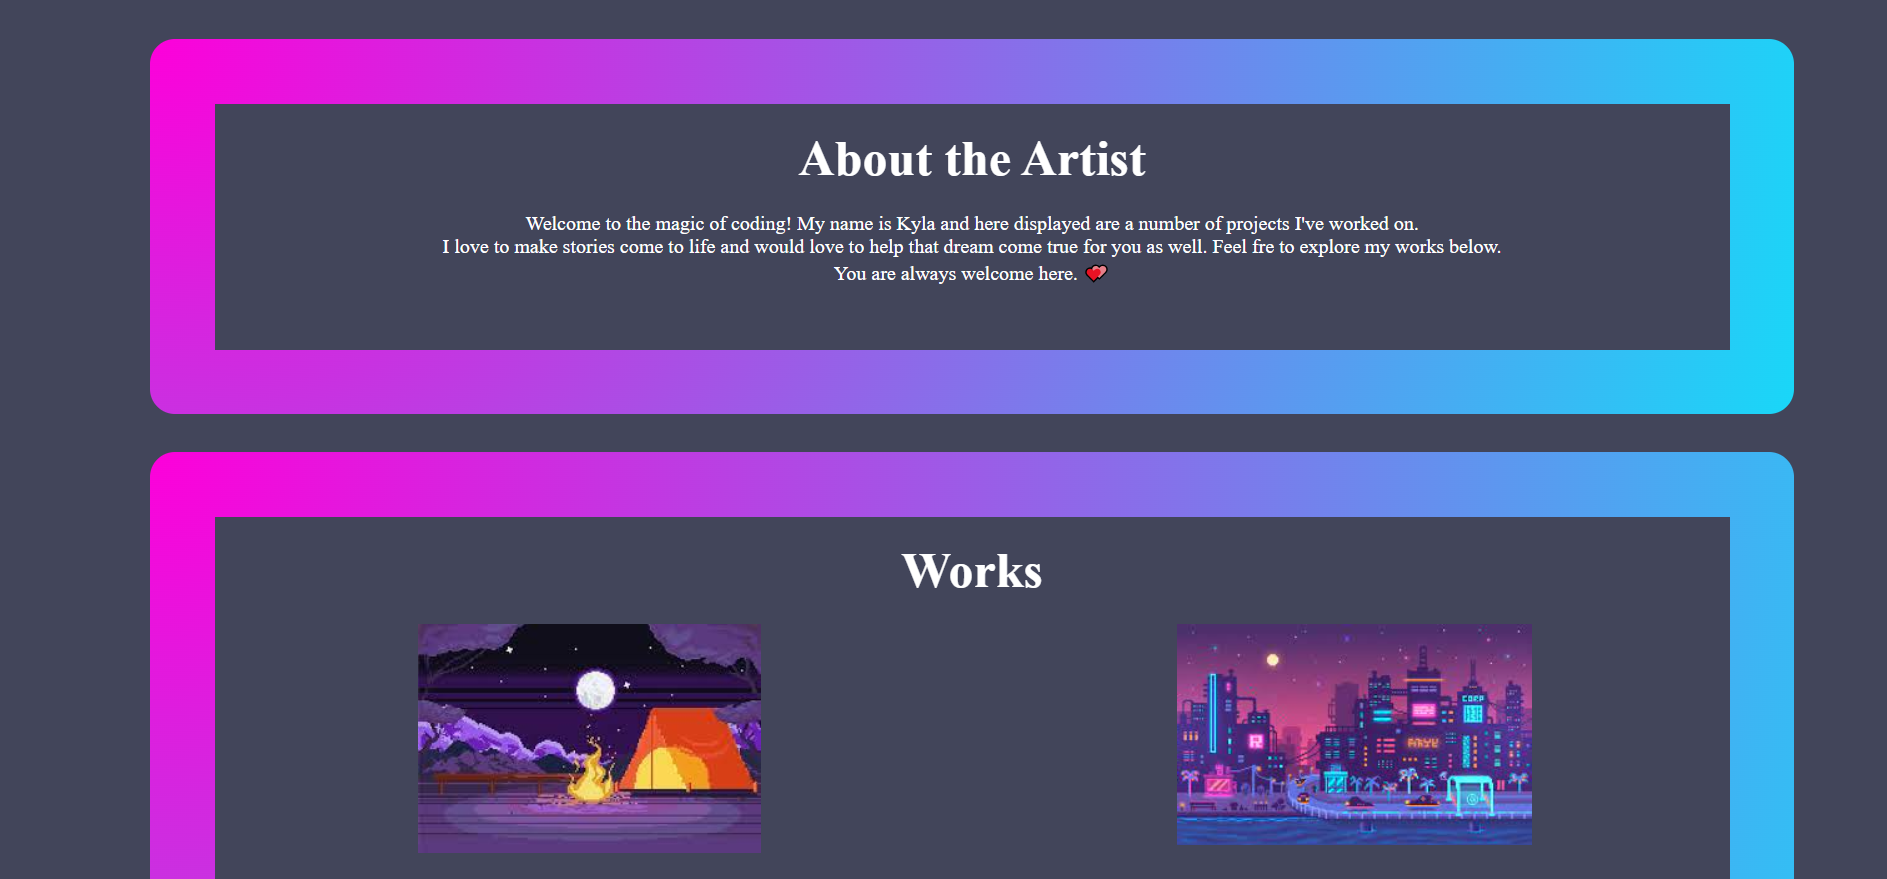 About the Artist
Welcome to the magic of coding! My name is Kyla and here displayed are a number of projects I've worked on.
I love to make stories come to life and would love to help that dream come true for you as well. Feel fre to explore my works below.
You are always welcome here. 💕
Works
CORP
R